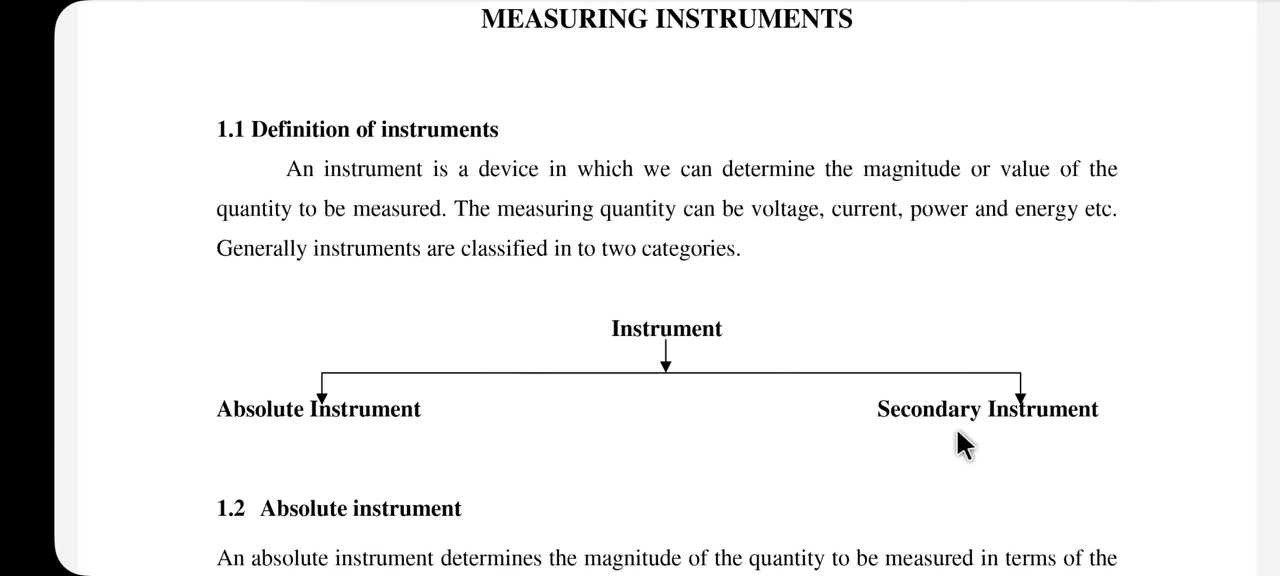 MEASURING INSTRUMENTS
1.1 Definition of instruments
An instrument is a device in which we can determine the magnitude or value of the
quantity to be measured. The measuring quantity can be voltage, current, power and energy etc.
Generally instruments are classified in to two categories.
Instrument
Absolute Instrument Secondary Instrument
1.2 Absolute instrument
An absolute instrument determines the magnitude of the quantity to be measured in terms of the